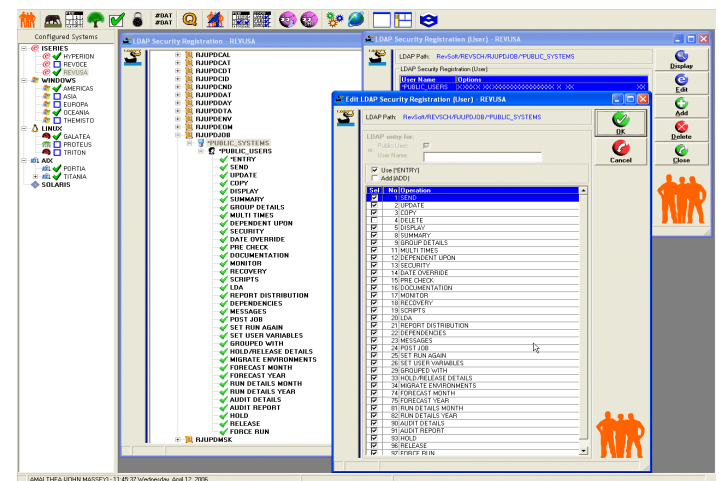 #DAT
#DAT
Configured Systems
ISERIES
HYPERION
REVDCE
REVUSA
WINDOWS
AMERICAS
ASIA
EUROPA
OCEANIA
THEMISTO
LINUX
GALATEA
PROTEUS
TRITON
AIX
PORTIA
TITANIA
SOLARIS
LDAP Security Registration - REVUSA
RJUPDCAL
RJUPDCAT
RJUPDCT
RJUPDCID
RJUPDCND
RJUPDDAT
RJUPDDAY
RJUPDDTA
RJUPDENV
RJUPDEOM
RJUPDJOB
*PUBLIC_SYSTEMS
*PUBLIC_USERS
*ENTRY
SEND
UPDATE
COPY
DISPLAY
SUMMARY
GROUP DETAILS
MULTI TIMES
DEPENDENT UPON
SECURITY
DATE OVERRIDE
PRE CHECK
DOCUMENTATION
MONITOR
RECOVERY
SCRIPTS
LDA
REPORT DISTRIBUTION
DEPENDENCIES
MESSAGES
POST JOB
SET RUN AGAIN
SET USER VARIABLES
GROUPED WITH
HOLD/RELEASE DETAILS
MIGRATE ENVIRONMENTS
FORECAST MONTH
FORECAST YEAR
RUN DETAILS MONTH
RUN DETAILS YEAR
AUDIT DETAILS
AUDIT REPORT
HOLD
RELEASE
FORCE RUN
RJUPDMSK
LDAP Security Registration (User) - REVUSA
LDAP Path: RevSoft/REVSCH/RJUPDJOB/*PUBLIC_SYSTEMS
LDAP Security Registration (User)
User Name Options
*PUBLIC_USERS
Display
Edit
Add
Delete
Close
Edit LDAP Security Registration (User) - REVUSA
LDAP Path: RevSoft/REVSCH/RJUPDJOB/*PUBLIC_SYSTEMS
LDAP entry for:
Public User:
User Name:
OK
Cancel
Use (*ENTRY)
Add (ADD)
Sel No Operation
1 SEND
2 UPDATE
3 COPY
4 DELETE
5 DISPLAY
8 SUMMARY
9 GROUP DETAILS
11 MULTI TIMES
12 DEPENDENT UPON
13 SECURITY
14 DATE OVERRIDE
15 PRE CHECK
16 DOCUMENTATION
17 MONITOR
18 RECOVERY
19 SCRIPTS
20 LDA
21 REPORT DISTRIBUTION
22 DEPENDENCIES
23 MESSAGES
24 POST JOB
25 SET RUN AGAIN
26 SET USER VARIABLES
29 GROUPED WITH
33 HOLD/RELEASE DETAILS
34 MIGRATE ENVIRONMENTS
74 FORECAST MONTH
75 FORECAST YEAR
81 RUN DETAILS MONTH
82 RUN DETAILS YEAR
90 AUDIT DETAILS
91 AUDIT REPORT
93 HOLD
96 RELEASE
97 FORCE RUN
AMALTHEA (JOHN MASSEY) - 11:45:37 Wednesday, April 12, 2006